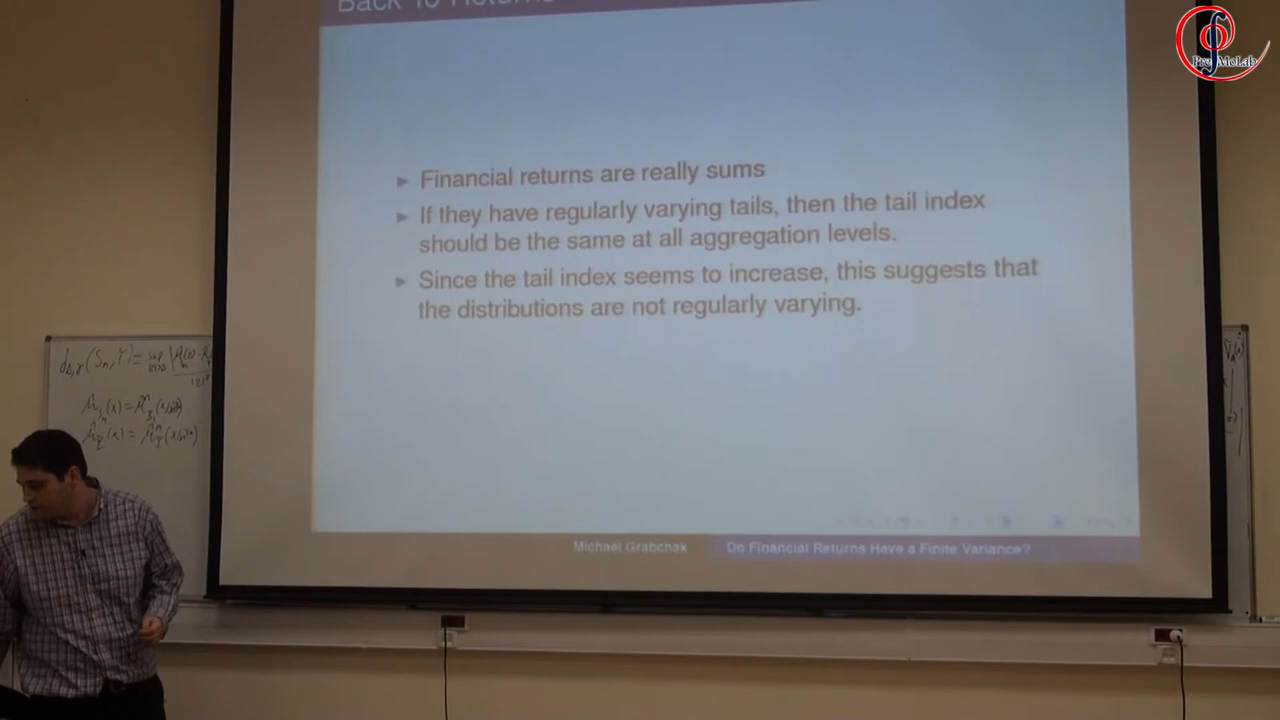 Back To Returns
PreMoLab
► Financial returns are really sums
► If they have regularly varying tails, then the tail index
should be the same at all aggregation levels.
► Since the tail index seems to increase, this suggests that
the distributions are not regularly varying.
Michael Grabchak
Do Financial Returns Have a Finite Variance?